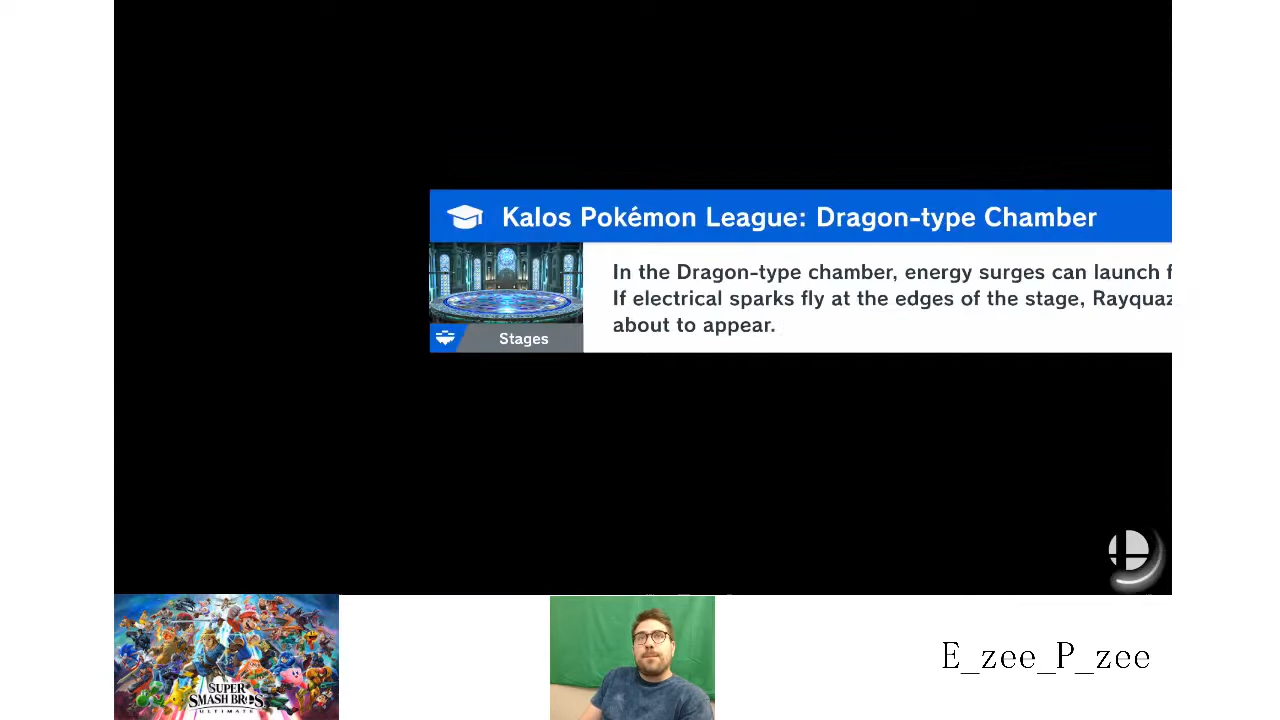 Kalos Pokémon League: Dragon-type Chamber
In the Dragon-type chamber, energy surges can launch f
If electrical sparks fly at the edges of the stage, Rayquaz
about to appear.
Stages
SUPER
SMASH BROS.
ULTIMATE
E_zee_P_zee